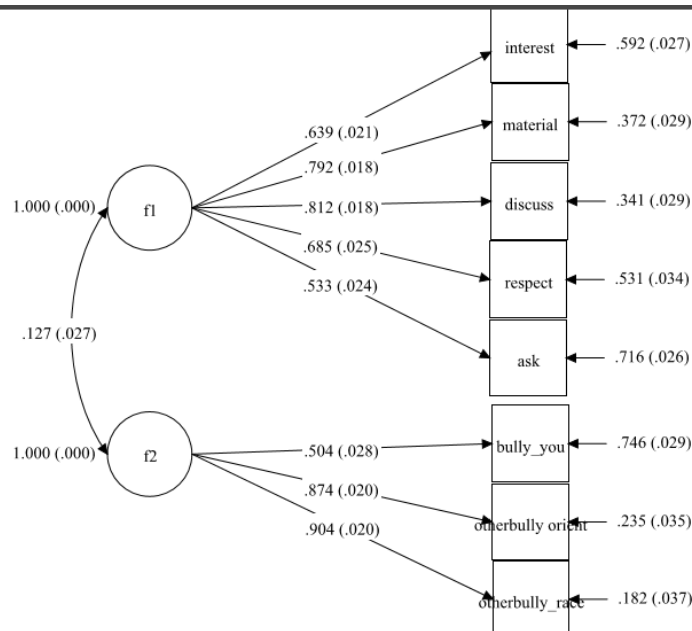 interest
.592 (.027)
.639 (.021)
material
.372 (.029)
.792 (.018)
1.000 (.000)
f1
.812 (.018)
discuss
.341 (.029)
.685 (.025)
respect
.531 (.034)
.533 (.024)
.127 (.027)
ask
.716 (.026)
1.000 (.000)
f2
.504 (.028)
bully_you
.746 (.029)
.874 (.020)
otherbully orient
.235 (.035)
.904 (.020)
otherbully_race
.182 (.037)